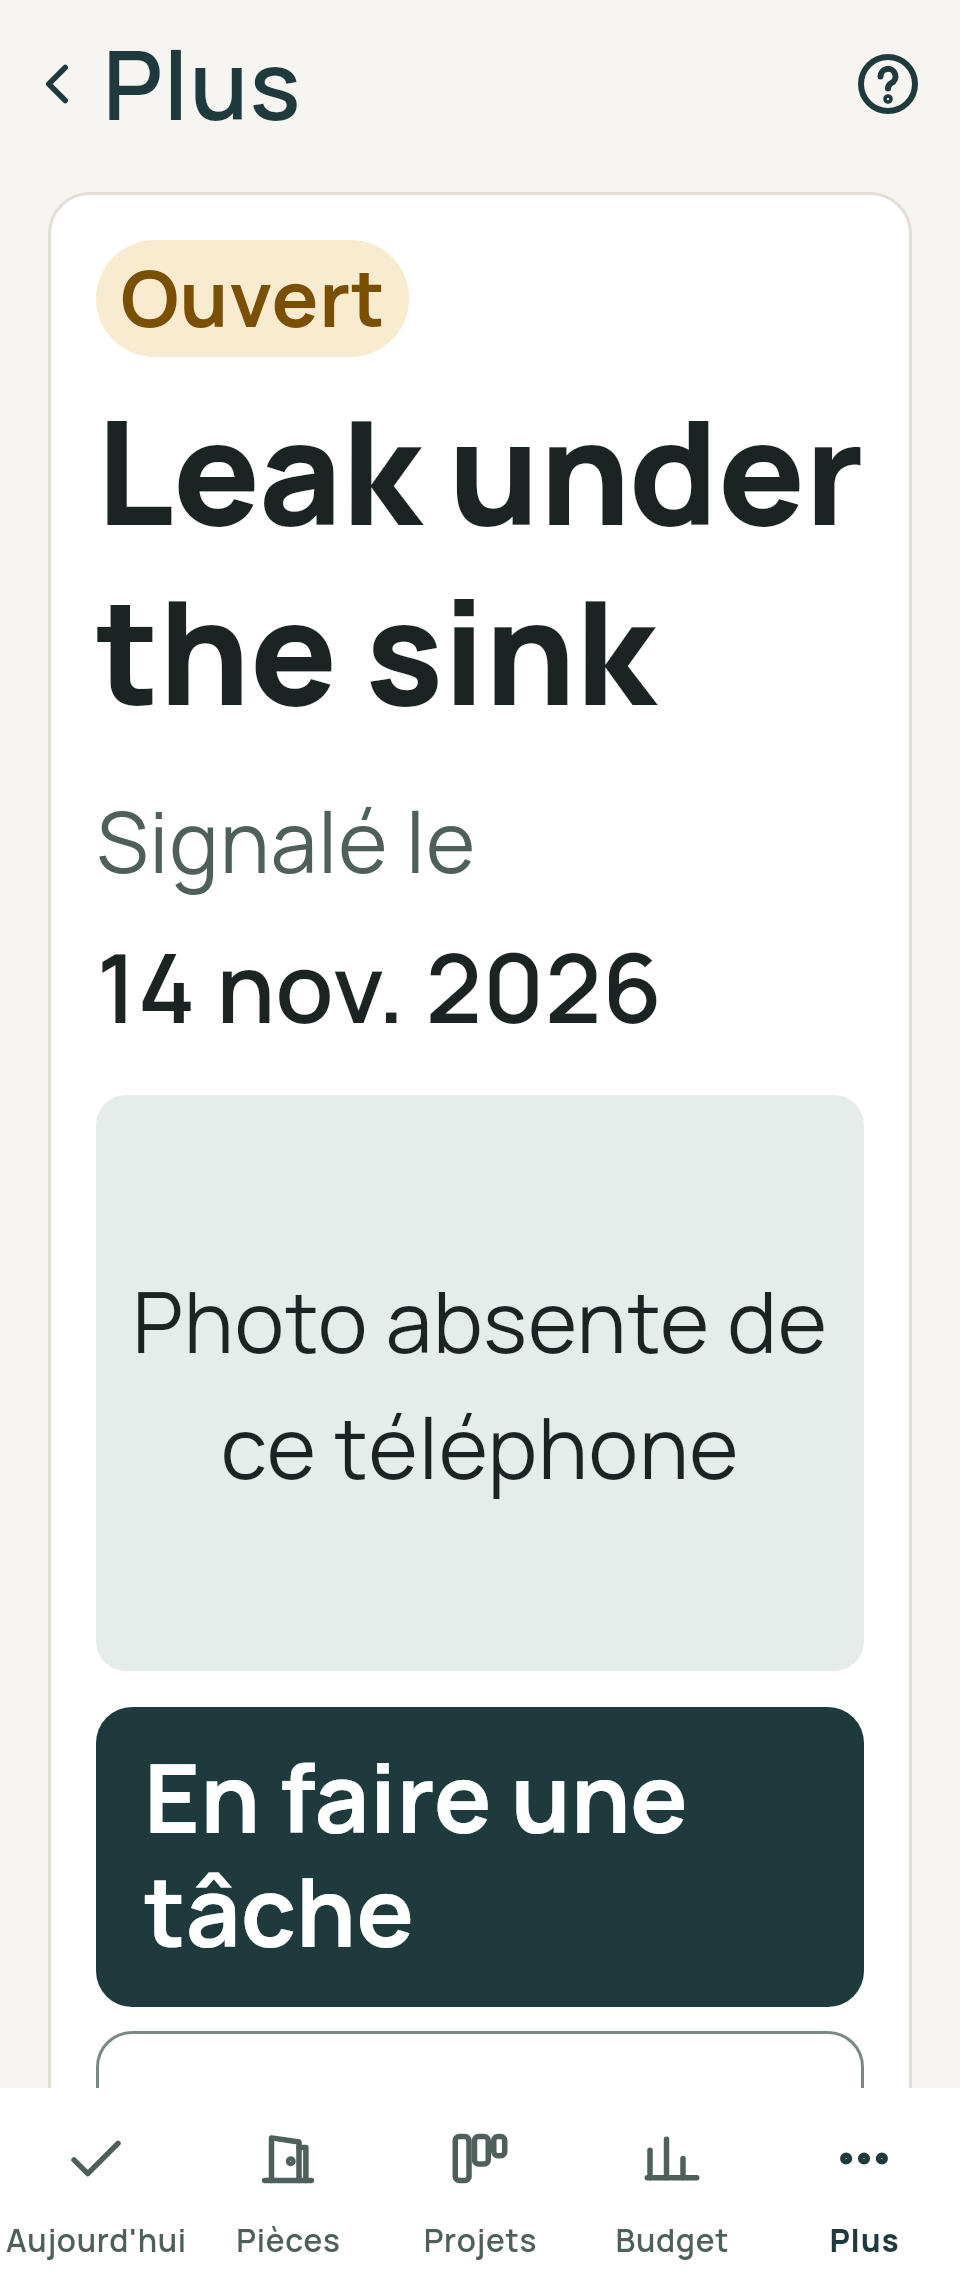 Plus
Ouvert
Leak under
the sink
Signalé le
14 nov. 2026
Photo absente de
ce téléphone
En faire une
tâche
Aujourd'hui
Pièces
Projets
Budget
Plus